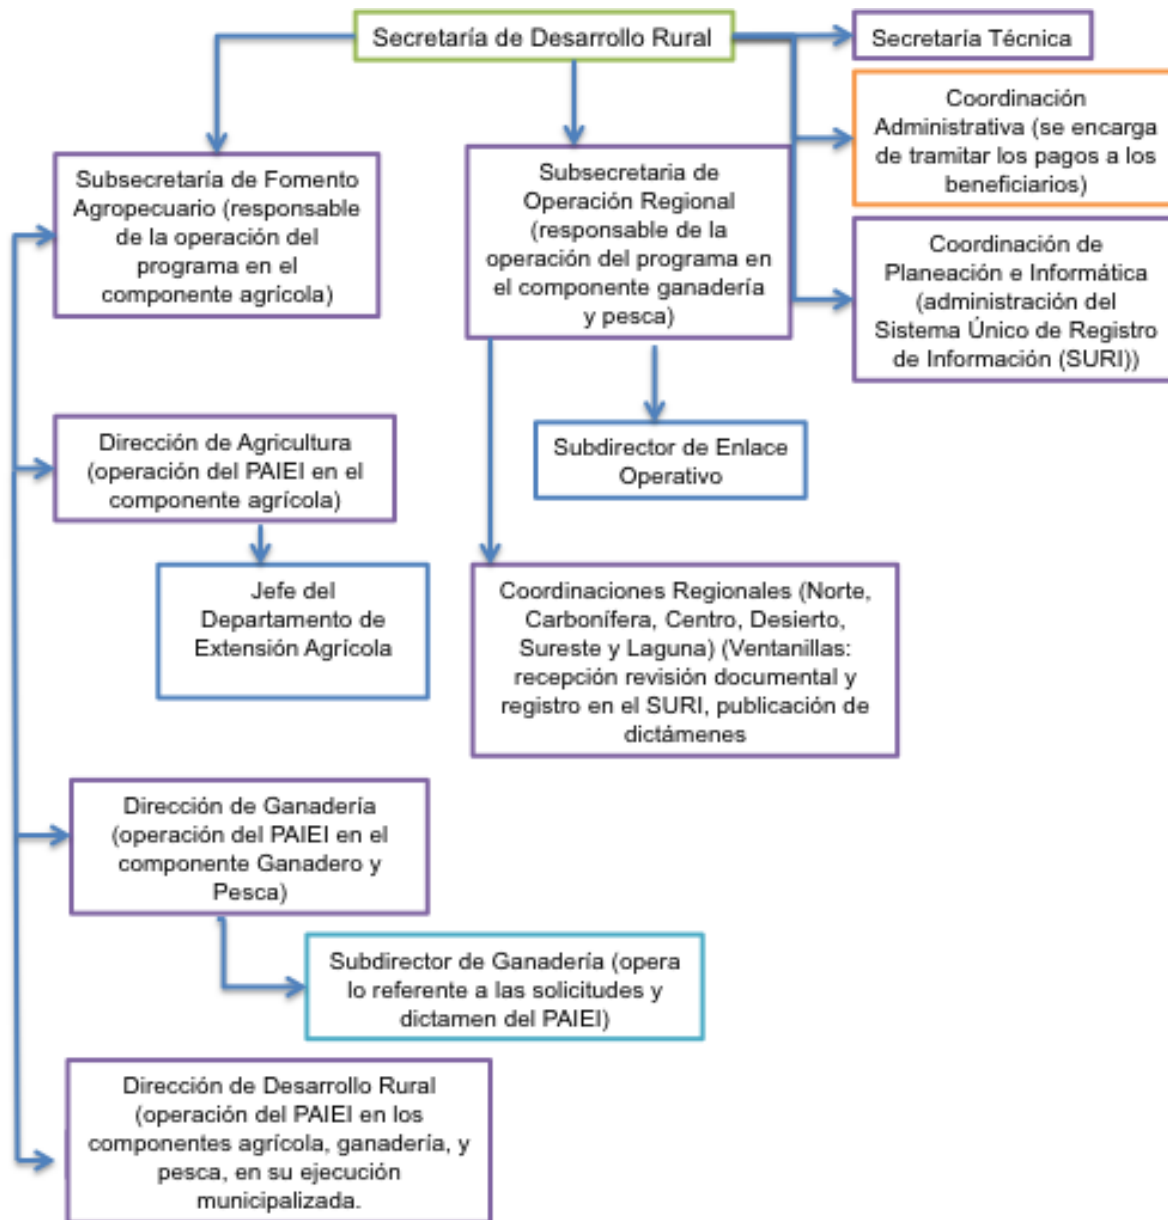 Secretaría de Desarrollo Rural
Secretaría Técnica
Coordinación
Administrativa (se encarga
de tramitar los pagos a los
beneficiarios)
Subsecretaría de Fomento
Agropecuario (responsable
de la operación del
programa en el
componente agrícola)
Subsecretaria de
Operación Regional
(responsable de la
operación del programa en
el componente ganadería
y pesca)
Coordinación de
Planeación e Informática
(administración del
Sistema Único de Registro
de Información (SURI))
Dirección de Agricultura
(operación del PAIEI en el
componente agrícola)
Subdirector de Enlace
Operativo
Jefe del
Departamento de
Extensión Agrícola
Coordinaciones Regionales (Norte,
Carbonífera, Centro, Desierto,
Sureste y Laguna) (Ventanillas:
recepción revisión documental y
registro en el SURI, publicación de
dictámenes
Dirección de Ganadería
(operación del PAIEI en el
componente Ganadero y
Pesca)
Subdirector de Ganadería (opera
lo referente a las solicitudes y
dictamen del PAIEI)
Dirección de Desarrollo Rural
(operación del PAIEI en los
componentes agrícola, ganadería, y
pesca, en su ejecución
municipalizada.